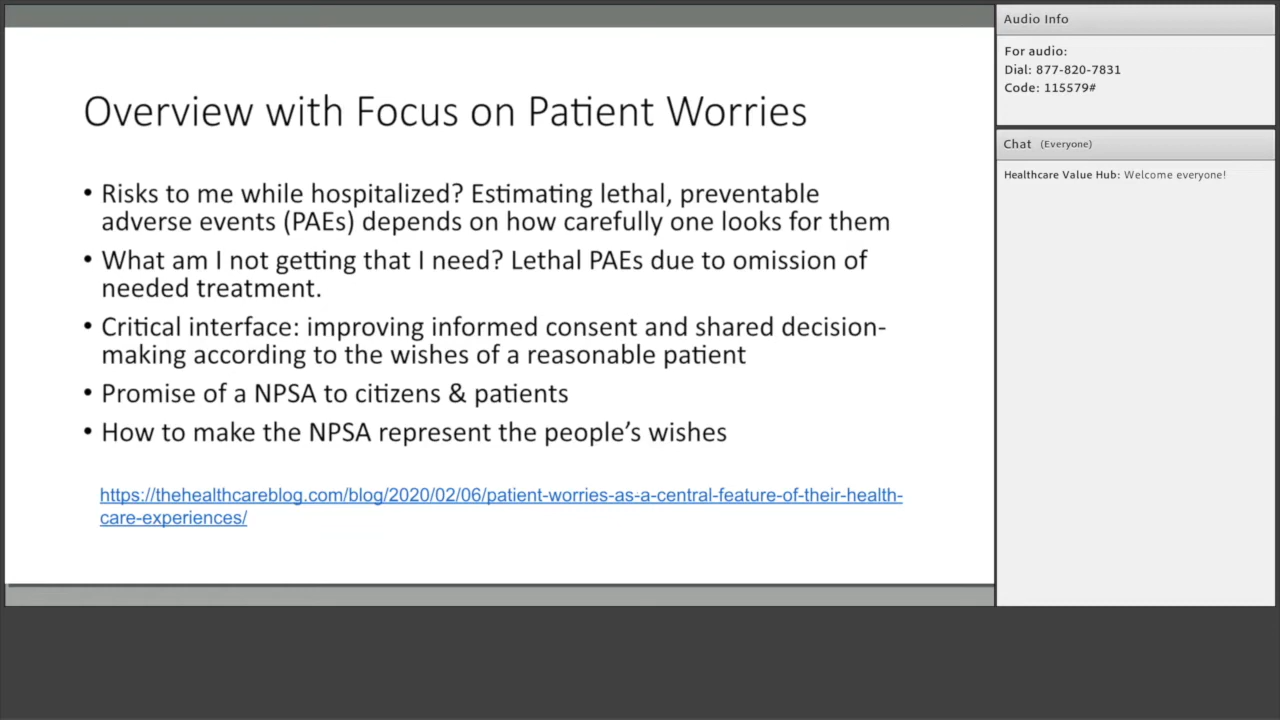 Overview with Focus on Patient Worries
• Risks to me while hospitalized? Estimating lethal, preventable
adverse events (PAEs) depends on how carefully one looks for them
• What am I not getting that I need? Lethal PAEs due to omission of
needed treatment.
• Critical interface: improving informed consent and shared decision-
making according to the wishes of a reasonable patient
• Promise of a NPSA to citizens & patients
• How to make the NPSA represent the people’s wishes
https://thehealthcareblog.com/blog/2020/02/06/patient-worries-as-a-central-feature-of-their-health-
care-experiences/
Audio Info
For audio:
Dial: 877-820-7831
Code: 115579#
Chat (Everyone)
Healthcare Value Hub: Welcome everyone!